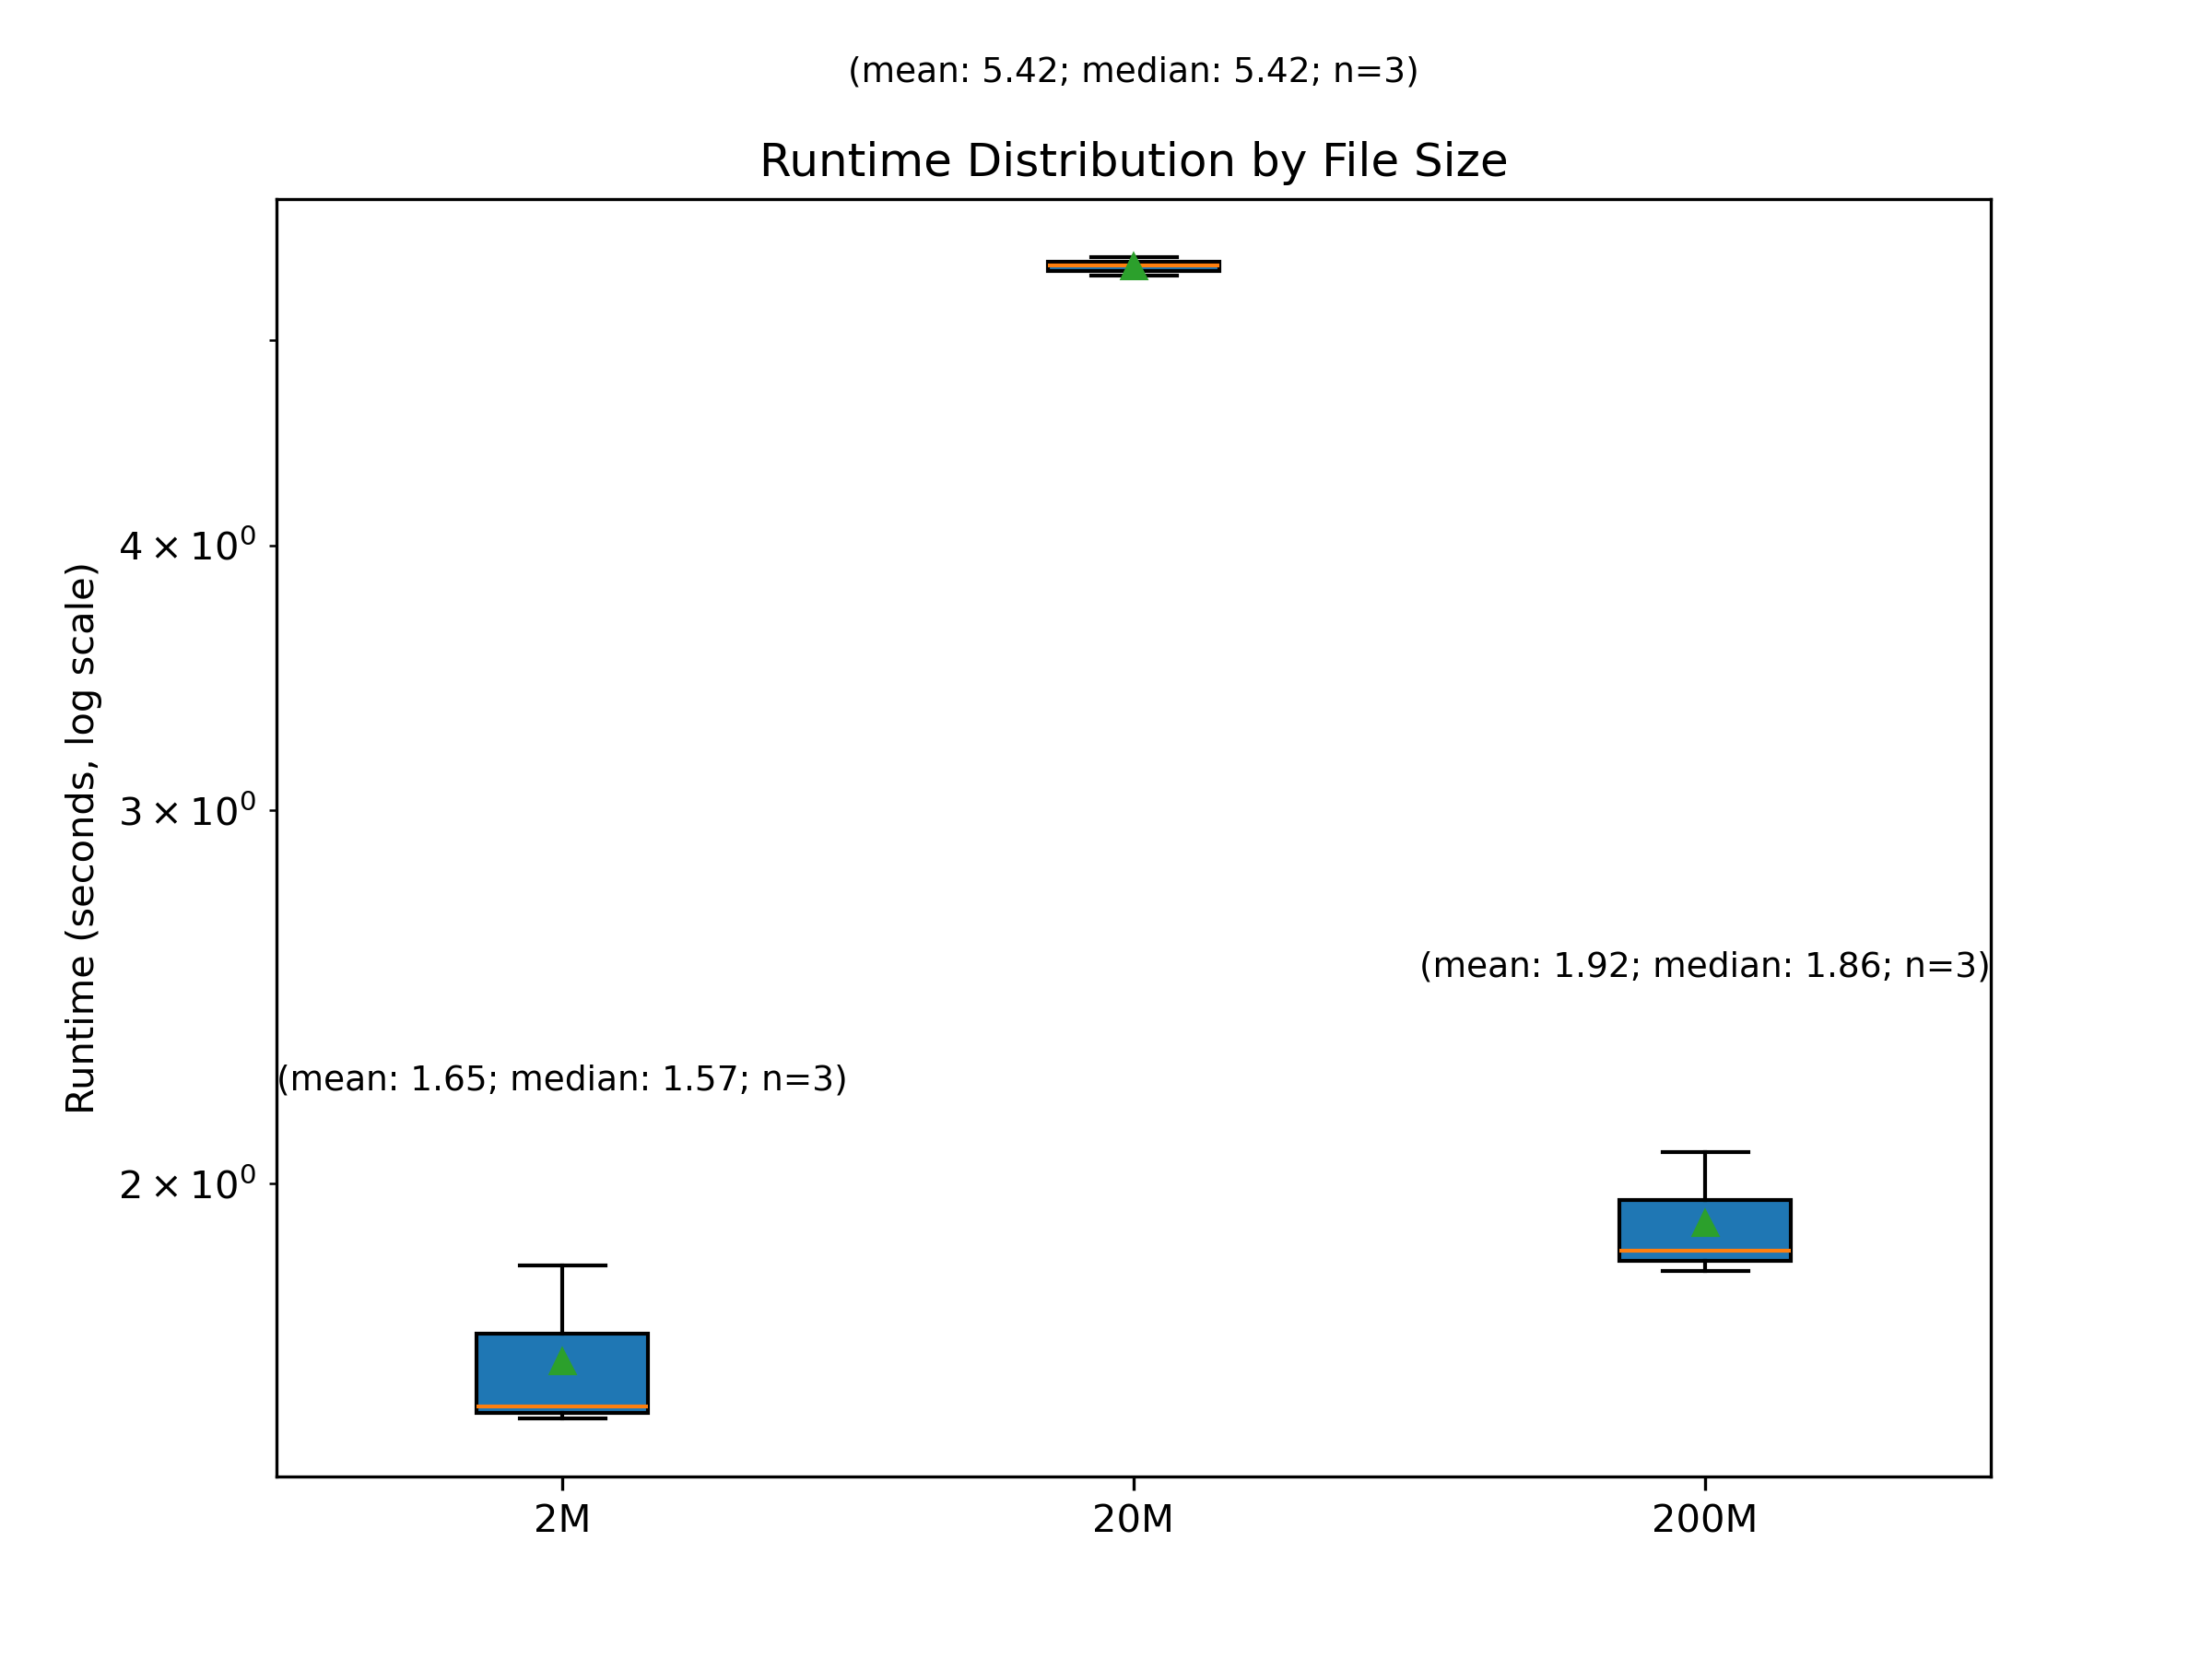 (mean: 5.42; median: 5.42; n=3)
Runtime Distribution by File Size
Runtime (seconds, log scale)
4 × 10⁰
3 × 10⁰
2 × 10⁰
(mean: 1.92; median: 1.86; n=3)
(mean: 1.65; median: 1.57; n=3)
2M
20M
200M